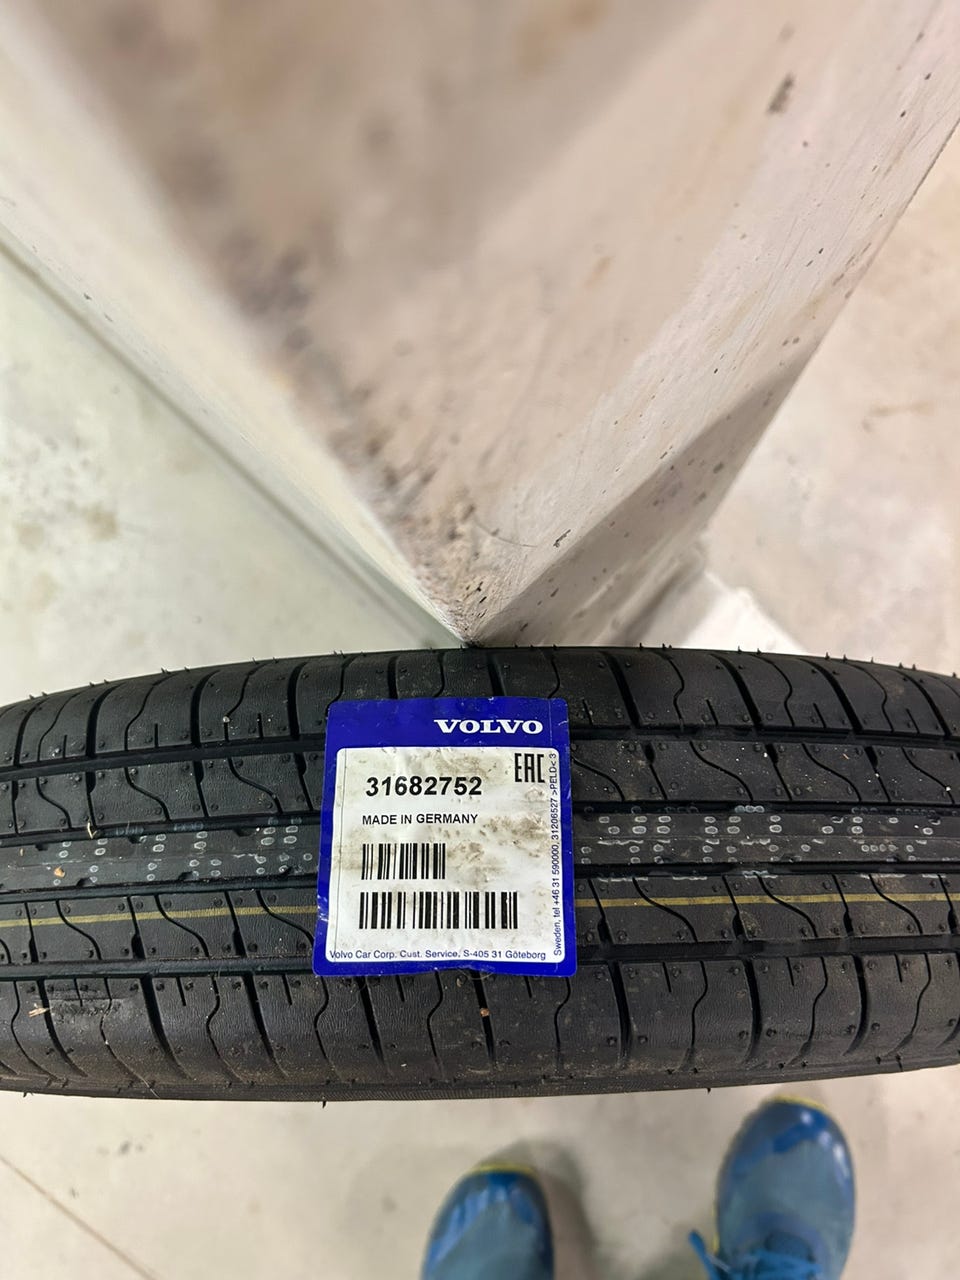 VOLVO
EAC
31682752
MADE IN GERMANY
Volvo Car Corp. Cust. Service, S-405 31 Göteborg
Sweden, tel +46 31 590000, 31206527 >PELD< 3